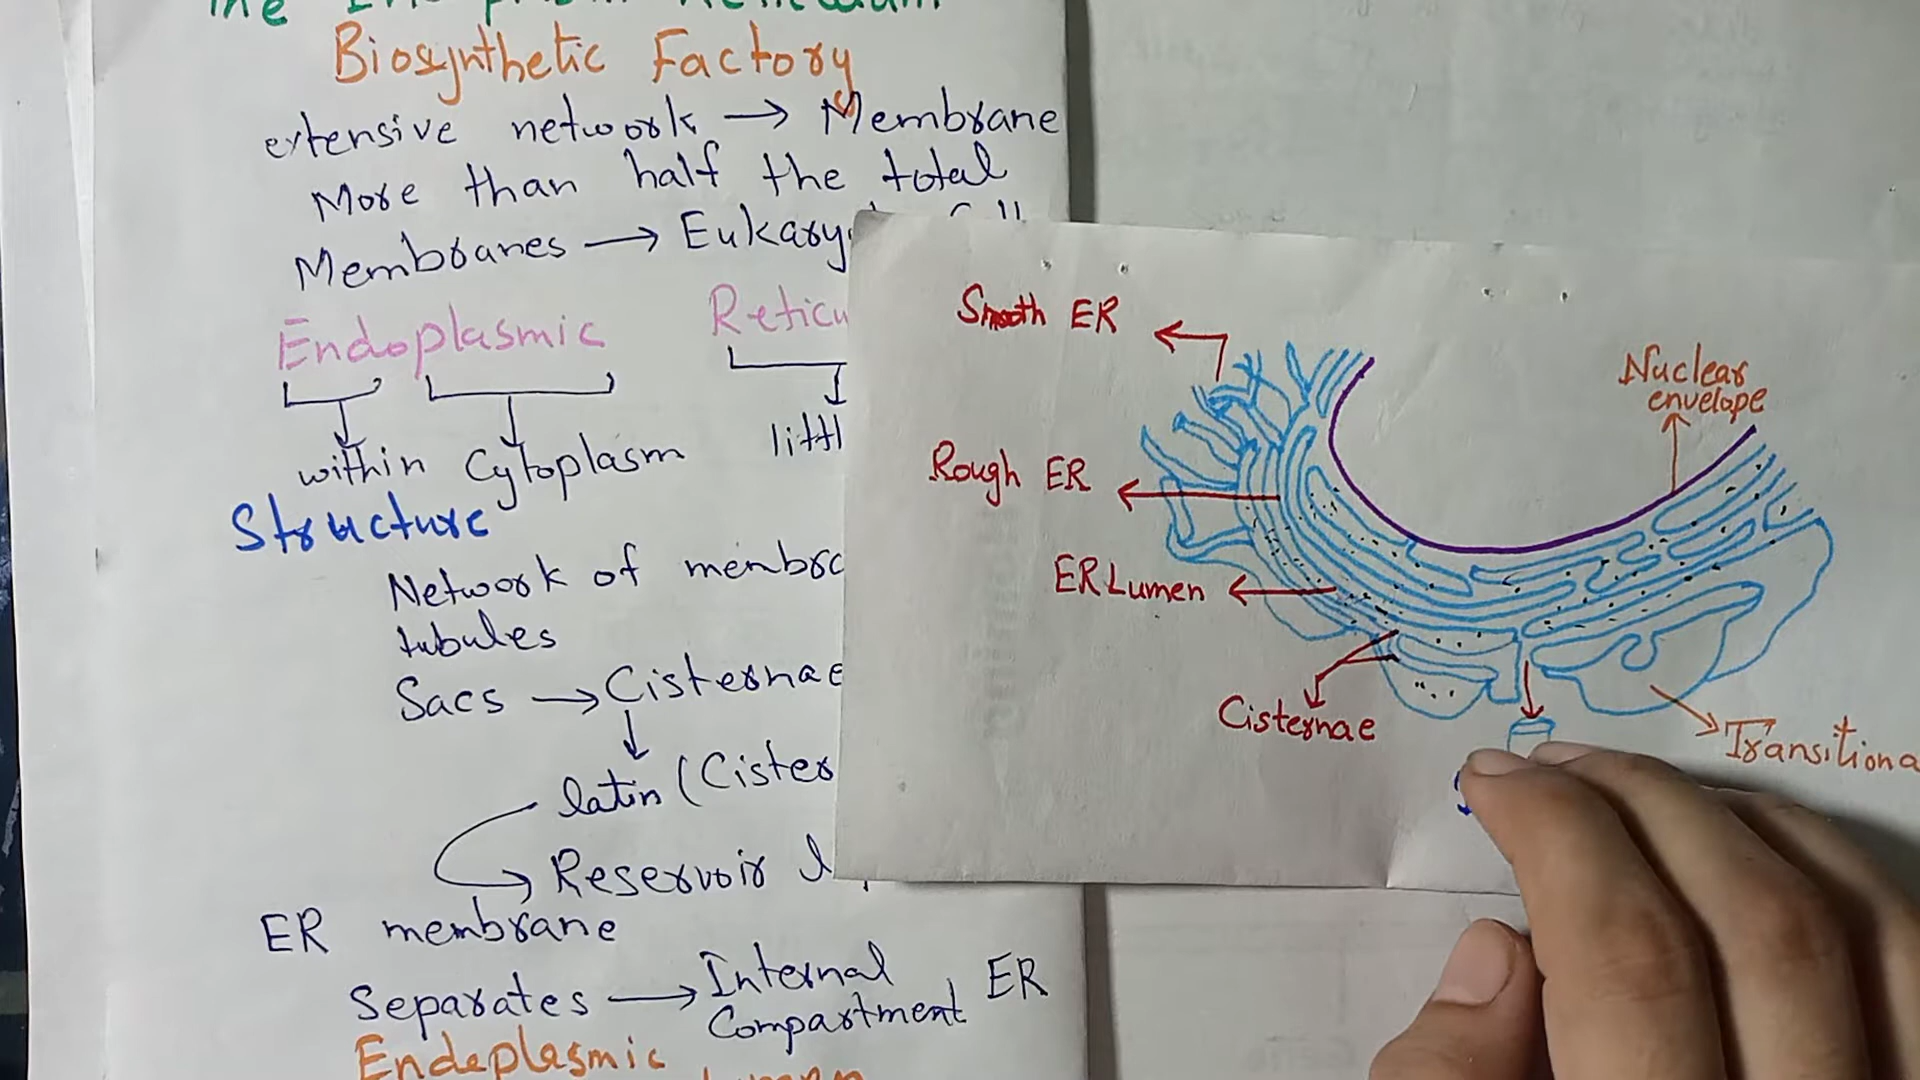 The
Biosynthetic Factory
extensive network → Membrane
More than half the total
Membranes → Eukary
Endoplasmic Reticu
within Cytoplasm littl
Structure
Network of membra
tubules
Sacs → Cisternae
latin (Cister
Reservoir
ER membrane
Separates → Internal Compartment ER
Endeplasmic
Smooth ER
Nuclear
envelope
Rough ER
ER Lumen
Cisternae
Transitiona